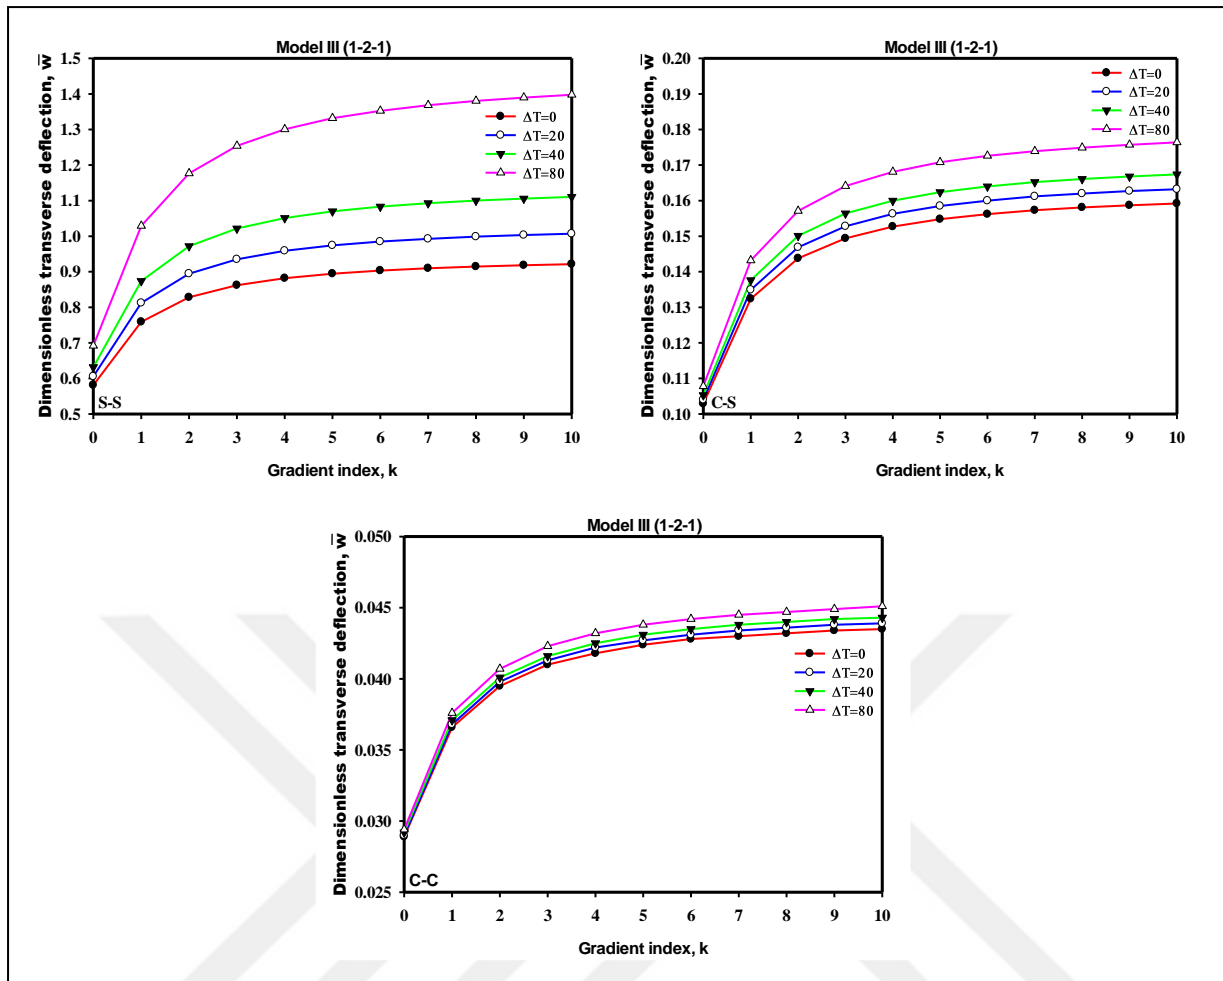 Model III (1-2-1)
Dimensionless transverse deflection, w̅
1.5
1.4
1.3
1.2
1.1
1.0
0.9
0.8
0.7
0.6
0.5
ΔT=0
ΔT=20
ΔT=40
ΔT=80
S-S
0 1 2 3 4 5 6 7 8 9 10
Gradient index, k
Model III (1-2-1)
Dimensionless transverse deflection, w̅
0.20
0.19
0.18
0.17
0.16
0.15
0.14
0.13
0.12
0.11
0.10
ΔT=0
ΔT=20
ΔT=40
ΔT=80
C-S
0 1 2 3 4 5 6 7 8 9 10
Gradient index, k
Model III (1-2-1)
Dimensionless transverse deflection, w̅
0.050
0.045
0.040
0.035
0.030
0.025
ΔT=0
ΔT=20
ΔT=40
ΔT=80
C-C
0 1 2 3 4 5 6 7 8 9 10
Gradient index, k